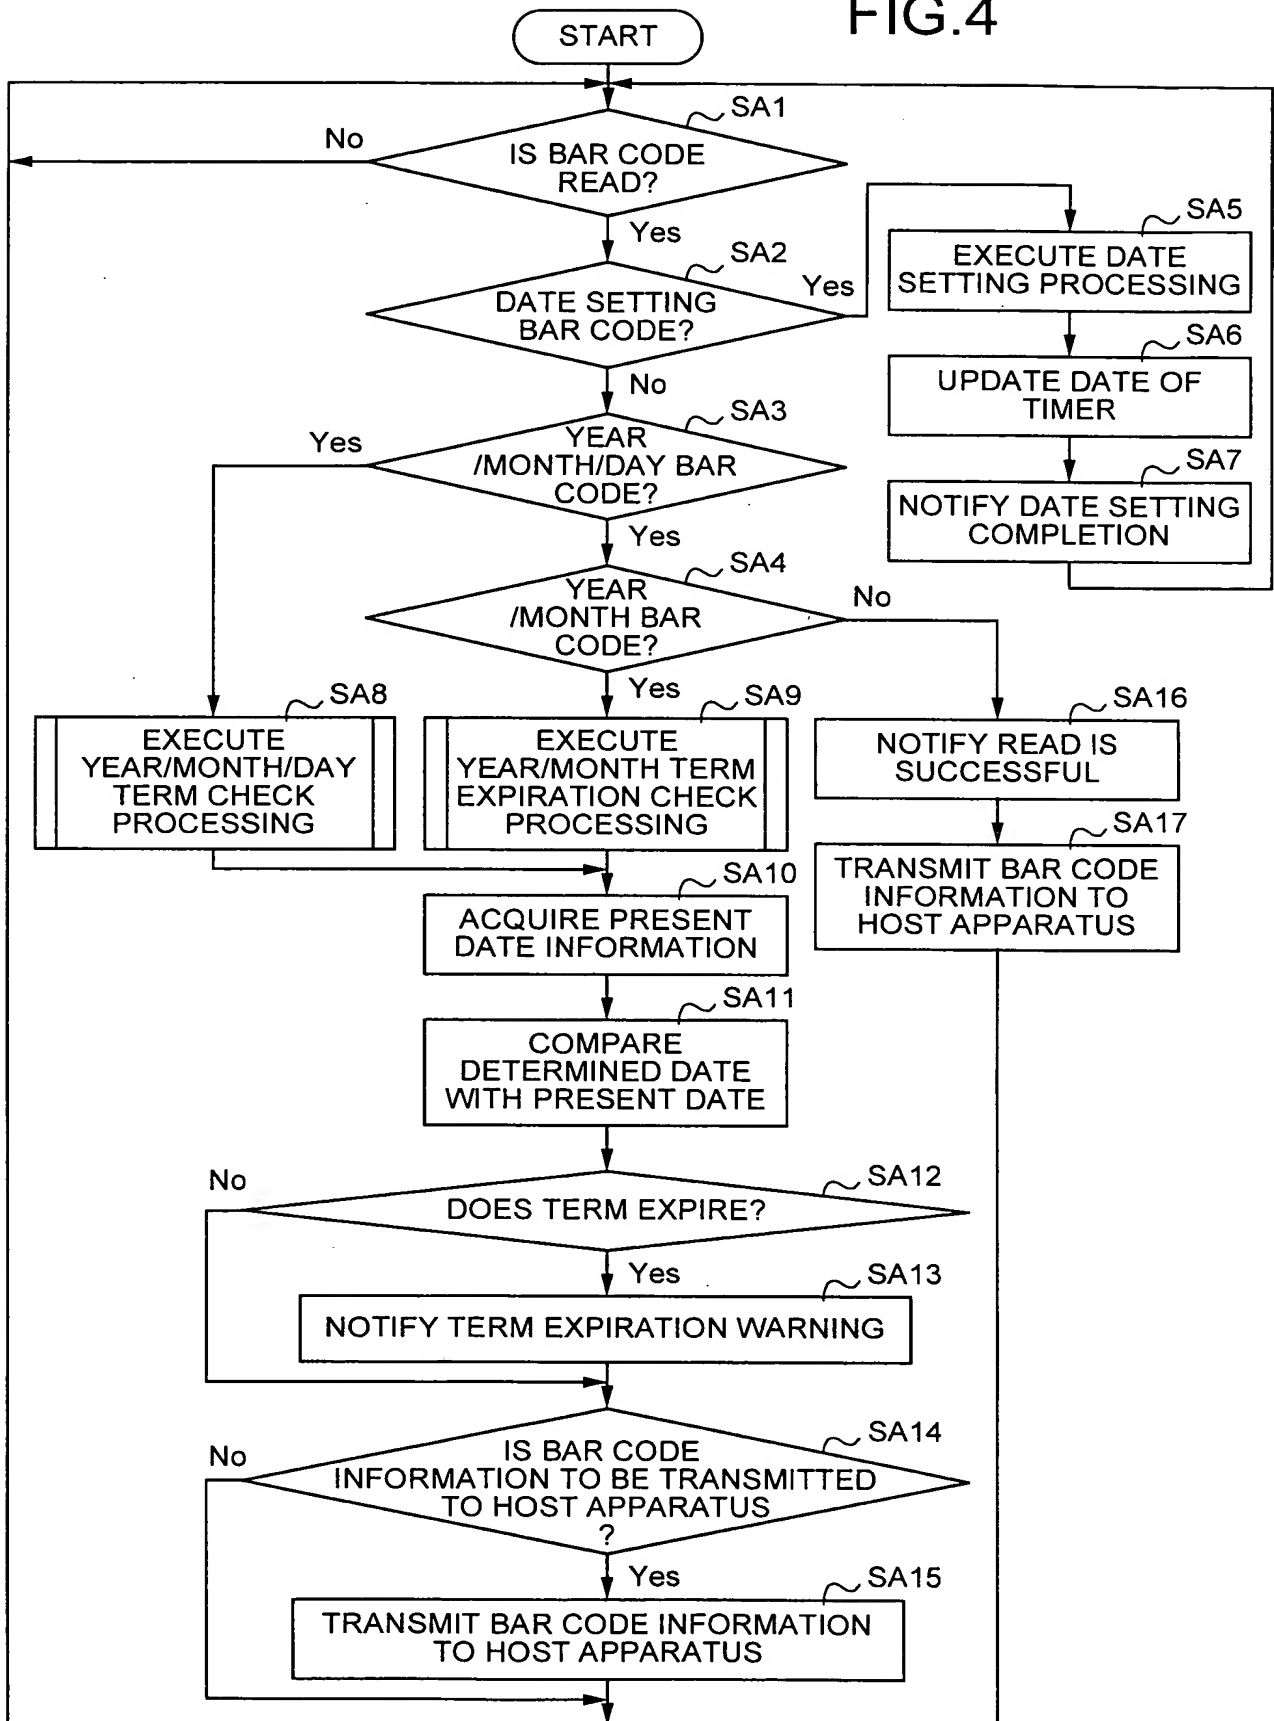 FIG.4
START
SA1
No
IS BAR CODE
READ?
Yes
SA2
DATE SETTING
BAR CODE?
Yes
SA5
EXECUTE DATE
SETTING PROCESSING
SA6
UPDATE DATE OF
TIMER
SA7
NOTIFY DATE SETTING
COMPLETION
No
SA3
Yes
YEAR
/MONTH/DAY BAR
CODE?
Yes
SA4
YEAR
/MONTH BAR
CODE?
No
Yes
SA8
EXECUTE
YEAR/MONTH/DAY
TERM CHECK
PROCESSING
SA9
EXECUTE
YEAR/MONTH TERM
EXPIRATION CHECK
PROCESSING
SA16
NOTIFY READ IS
SUCCESSFUL
SA17
TRANSMIT BAR CODE
INFORMATION TO
HOST APPARATUS
SA10
ACQUIRE PRESENT
DATE INFORMATION
SA11
COMPARE
DETERMINED DATE
WITH PRESENT DATE
No
SA12
DOES TERM EXPIRE?
Yes
SA13
NOTIFY TERM EXPIRATION WARNING
No
SA14
IS BAR CODE
INFORMATION TO BE TRANSMITTED
TO HOST APPARATUS
?
Yes
SA15
TRANSMIT BAR CODE INFORMATION
TO HOST APPARATUS